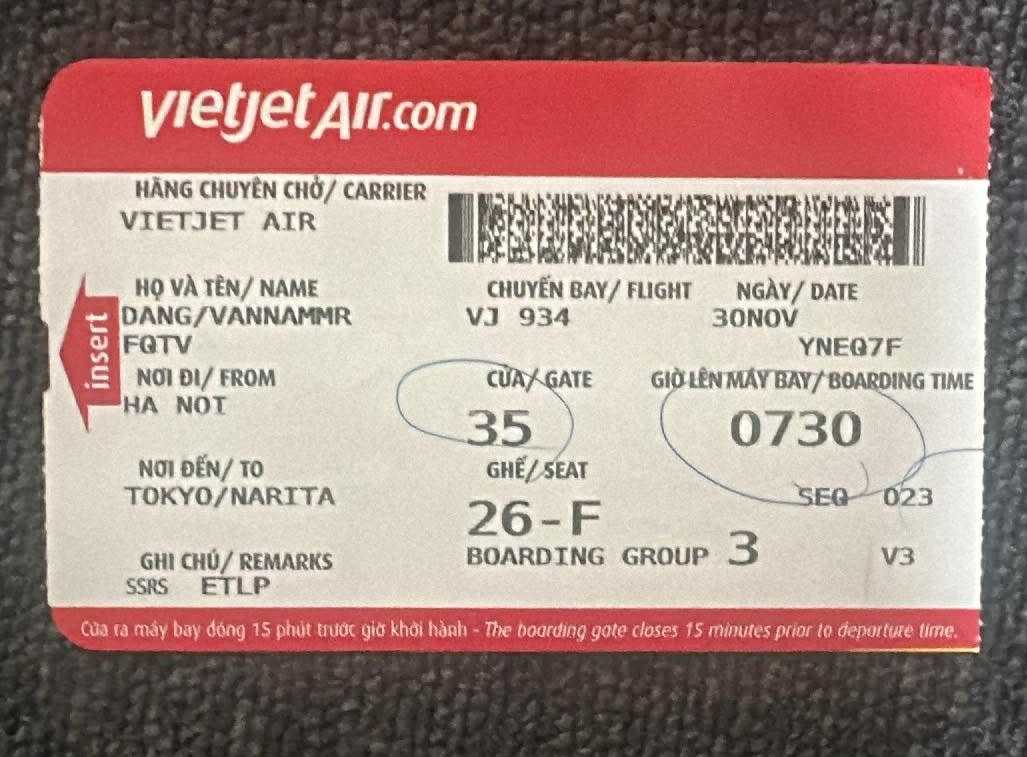 vietjetAir.com
HÃNG CHUYÊN CHỞ/ CARRIER
VIETJET AIR
HỌ VÀ TÊN/ NAME
CHUYẾN BAY/ FLIGHT
NGÀY/ DATE
DANG/VANNAMMR
VJ 934
30NOV
FQTV
YNEQ7F
insert
NƠI ĐI/ FROM
CỬA/ GATE
GIỜ LÊN MÁY BAY/ BOARDING TIME
HA NOI
35
0730
NƠI ĐẾN/ TO
GHẾ/ SEAT
TOKYO/NARITA
SEQ 023
26-F
GHI CHÚ/ REMARKS
BOARDING GROUP 3
V3
SSRS ETLP
Cửa ra máy bay đóng 15 phút trước giờ khởi hành - The boarding gate closes 15 minutes prior to departure time.